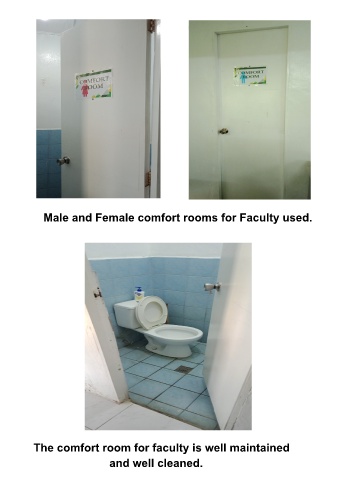 COMFORT
ROOM
COMFORT
ROOM
Male and Female comfort rooms for Faculty used.
The comfort room for faculty is well maintained
and well cleaned.